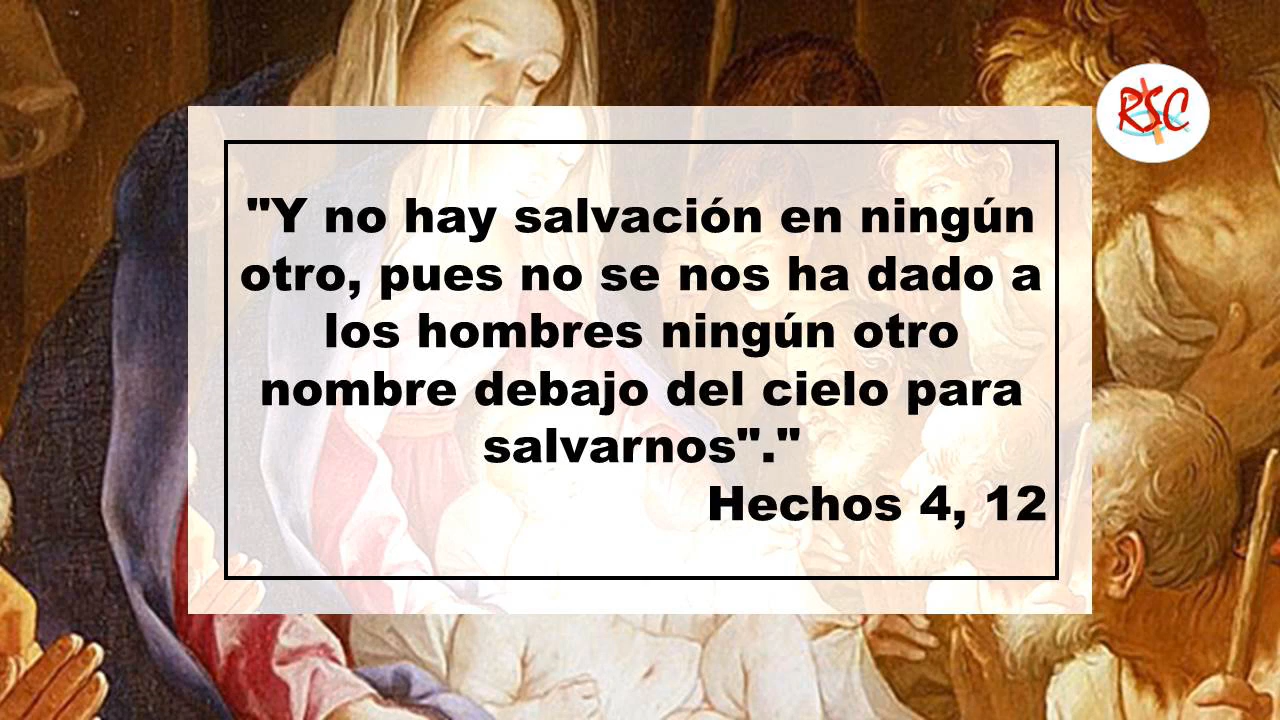 "Y no hay salvación en ningún
otro, pues no se nos ha dado a
los hombres ningún otro
nombre debajo del cielo para
salvarnos"."
Hechos 4, 12
RSC